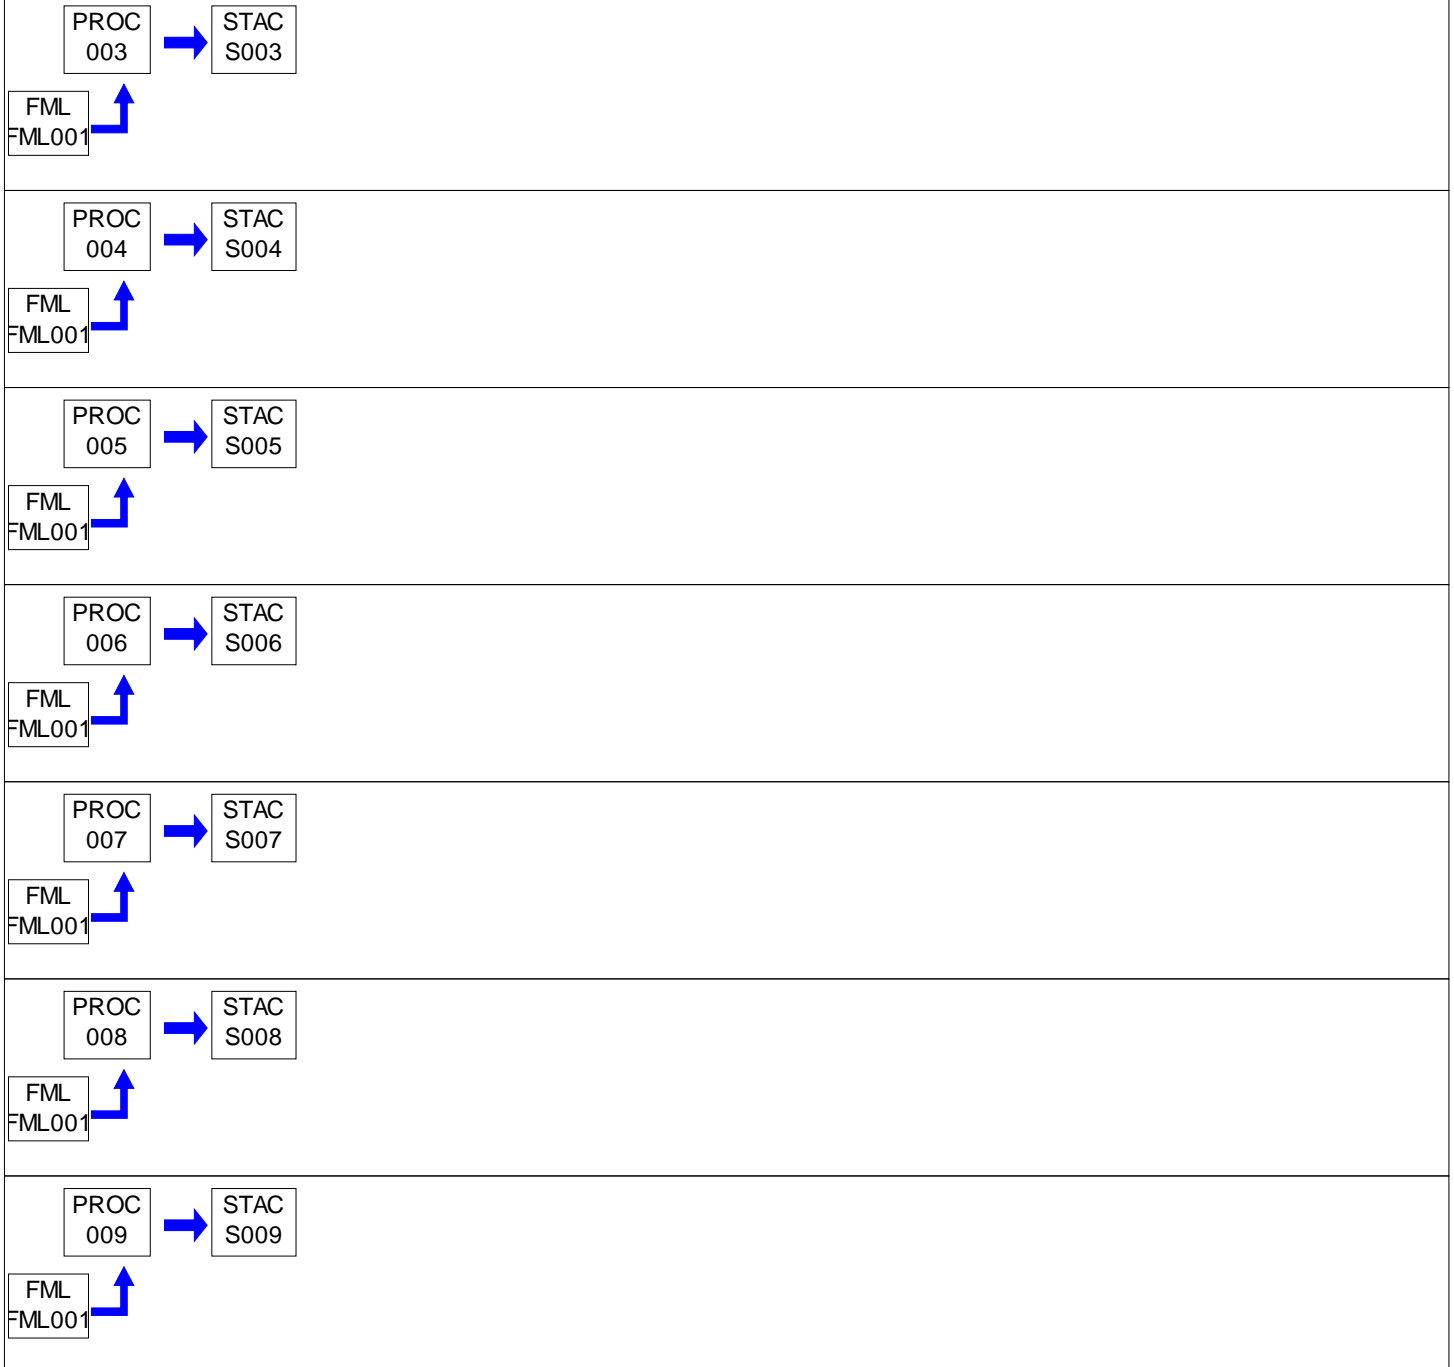 PROC
003
STAC
S003
FML
FML001
PROC
004
STAC
S004
FML
FML001
PROC
005
STAC
S005
FML
FML001
PROC
006
STAC
S006
FML
FML001
PROC
007
STAC
S007
FML
FML001
PROC
008
STAC
S008
FML
FML001
PROC
009
STAC
S009
FML
FML001